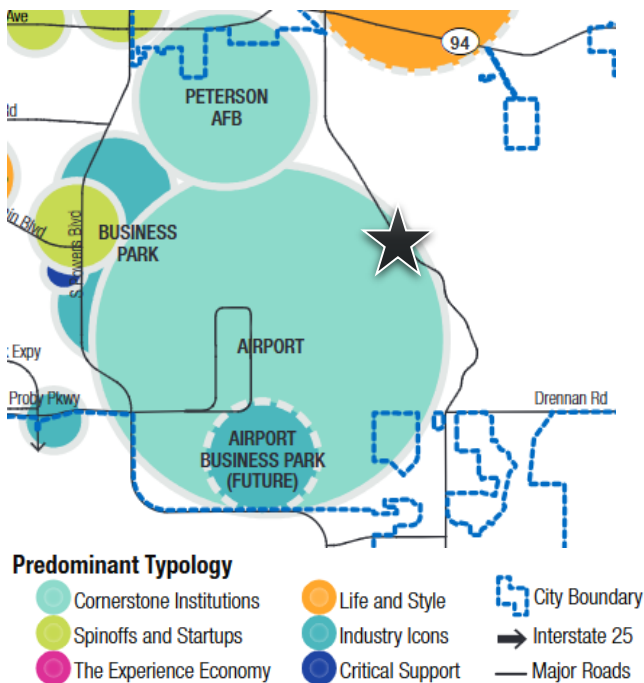 Ave
94
PETERSON
AFB
Rd
Blvd
S Powers Blvd
BUSINESS
PARK
Expy
AIRPORT
Proby Pkwy
Drennan Rd
AIRPORT
BUSINESS PARK
(FUTURE)
Predominant Typology
Cornerstone Institutions
Life and Style
City Boundary
Spinoffs and Startups
Industry Icons
Interstate 25
The Experience Economy
Critical Support
Major Roads